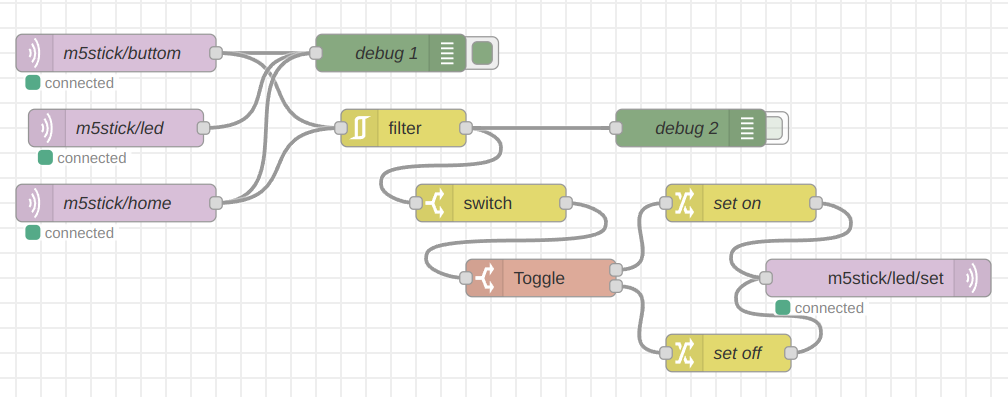 m5stick/buttom
debug 1
connected
m5stick/led
filter
debug 2
connected
m5stick/home
switch
set on
connected
Toggle
m5stick/led/set
connected
set off